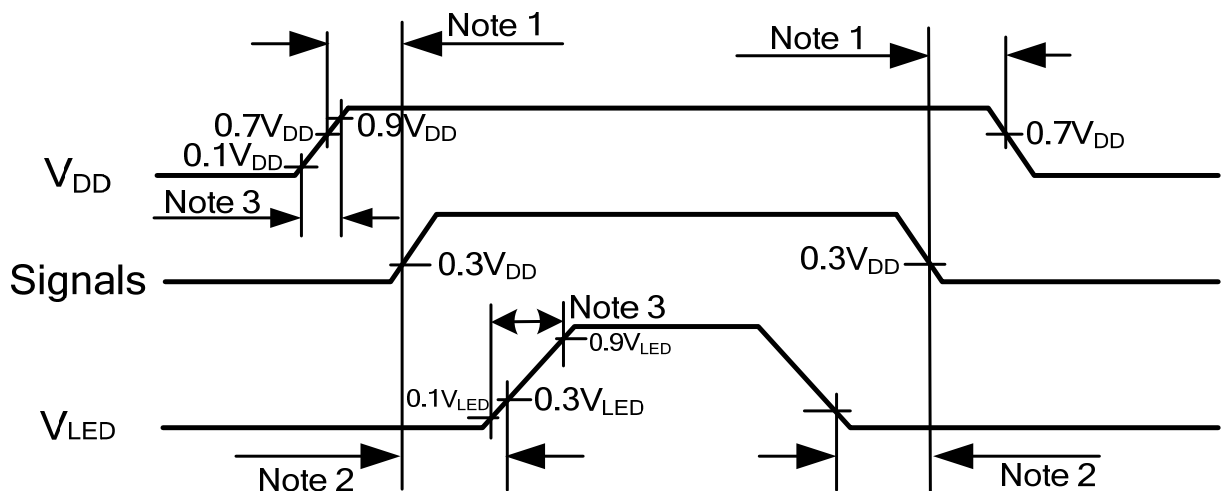 Note 1
Note 1
0.7VDD
0.9VDD
0.7VDD
0.1VDD
VDD
Note 3
Signals
0.3VDD
0.3VDD
Note 3
0.9VLED
0.1VLED
0.3VLED
VLED
Note 2
Note 2